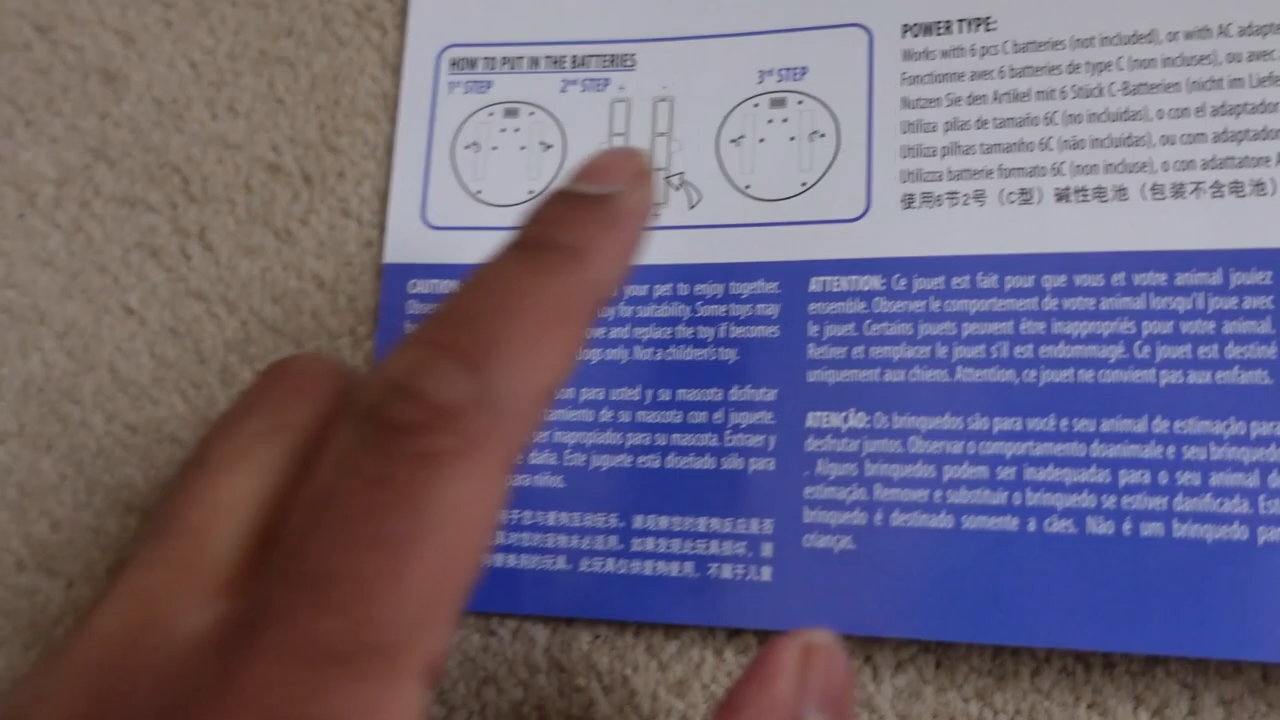 HOW TO PUT IN THE BATTERIES
1st STEP
2nd STEP
3rd STEP
+ -
POWER TYPE:
Works with 6 pcs C batteries (not included), or with AC adapte
Fonctionne avec 6 batteries de type C (non incluses), ou avec
Nutzen Sie den Artikel mit 6 Stück C-Batterien (nicht im Liefe
Utiliza pilas de tamaño 6C (no incluidas), o con el adaptador
Utiliza pilhas tamanho 6C (não incluídas), ou com adaptador
Utilizza batterie formato 6C (non incluse), o con adattatore A
使用6节2号（C型）碱性电池（包装不含电池）
CAUTION
your pet to enjoy together.
for suitability. Some toys may
and replace the toy if becomes
dogs only. Not a children's toy.
son para usted y su mascota disfrutar
tamiento de su mascota con el juguete.
ser inapropiados para su mascota. Extraer y
daña. Este juguete está diseñado sólo para
para niños.
ATTENTION: Ce jouet est fait pour que vous et votre animal jouiez
ensemble. Observer le comportement de votre animal lorsqu'il joue avec
le jouet. Certains jouets peuvent être inappropriés pour votre animal.
Retirer et remplacer le jouet s'il est endommagé. Ce jouet est destiné
uniquement aux chiens. Attention, ce jouet ne convient pas aux enfants.
ATENÇÃO: Os brinquedos são para você e seu animal de estimação para
desfrutar juntos. Observar o comportamento doanimale e seu brinquedo
. Alguns brinquedos podem ser inadequados para o seu animal d
estimação. Remover e substituir o brinquedo se estiver danificada. Est
brinquedo é destinado somente a cães. Não é um brinquedo pa
crianças.